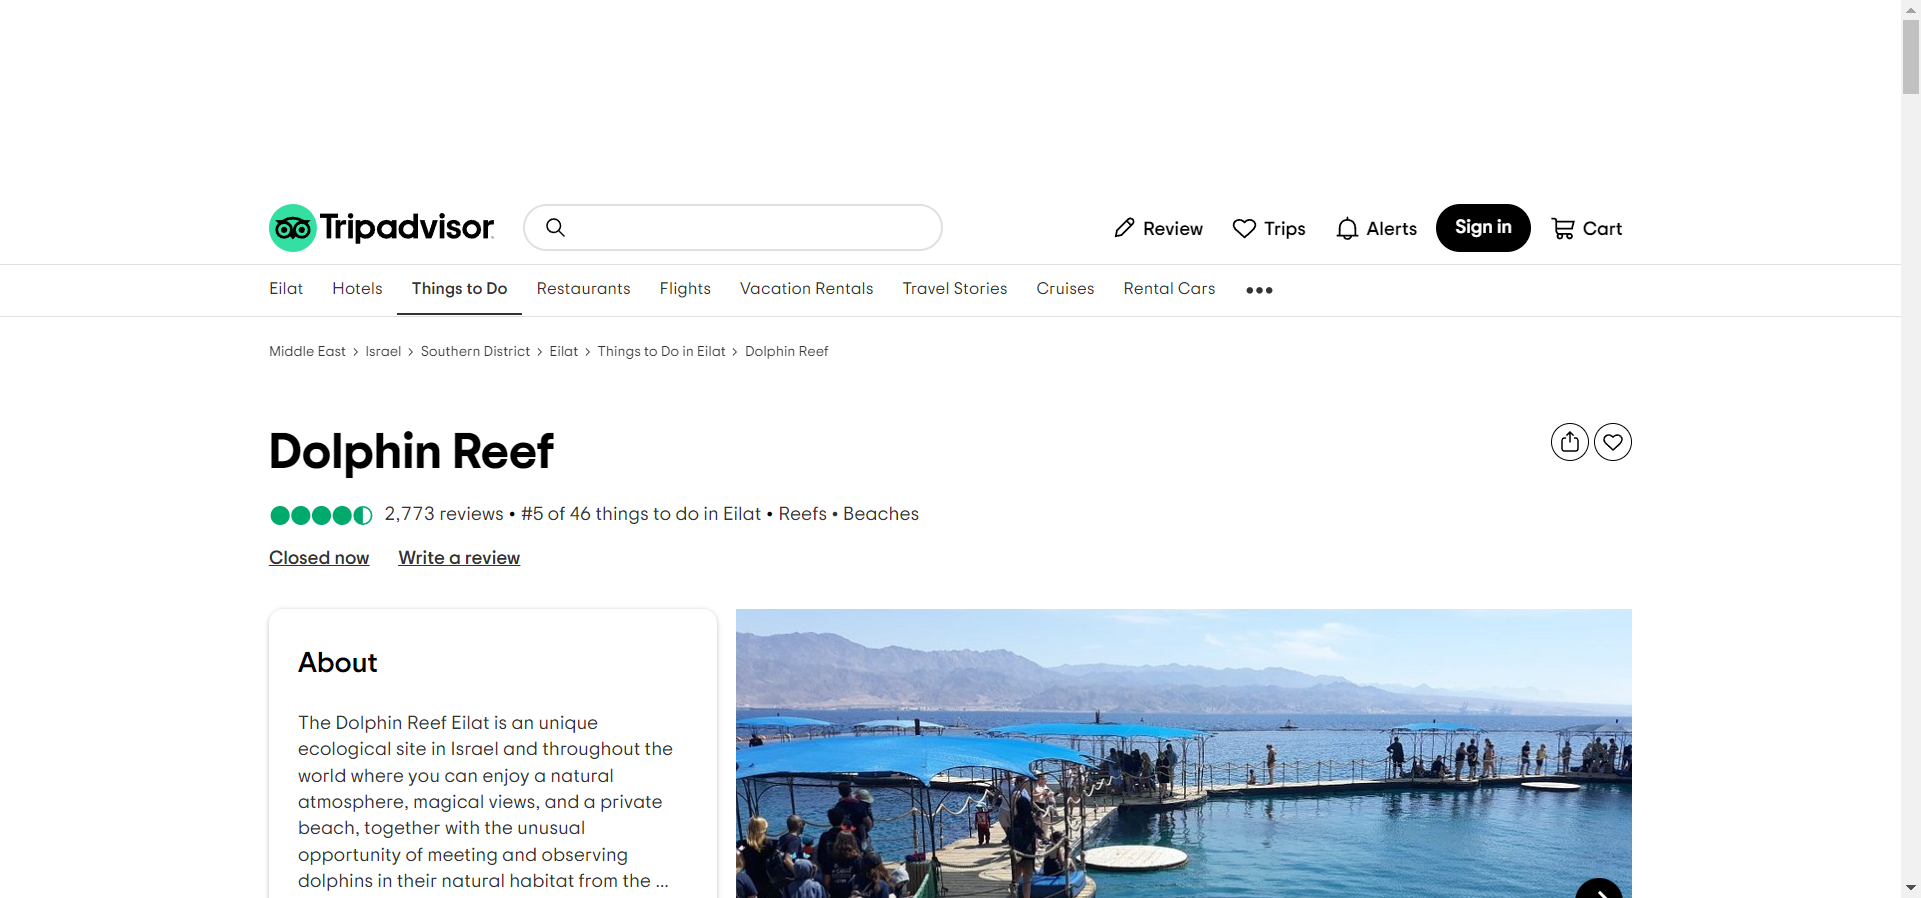 Tripadvisor
Review
Trips
Alerts
Sign in
Cart
Eilat
Hotels
Things to Do
Restaurants
Flights
Vacation Rentals
Travel Stories
Cruises
Rental Cars
Middle East › Israel › Southern District › Eilat › Things to Do in Eilat › Dolphin Reef
Dolphin Reef
2,773 reviews • #5 of 46 things to do in Eilat • Reefs • Beaches
Closed now
Write a review
About
The Dolphin Reef Eilat is an unique
ecological site in Israel and throughout the
world where you can enjoy a natural
atmosphere, magical views, and a private
beach, together with the unusual
opportunity of meeting and observing
dolphins in their natural habitat from the ...